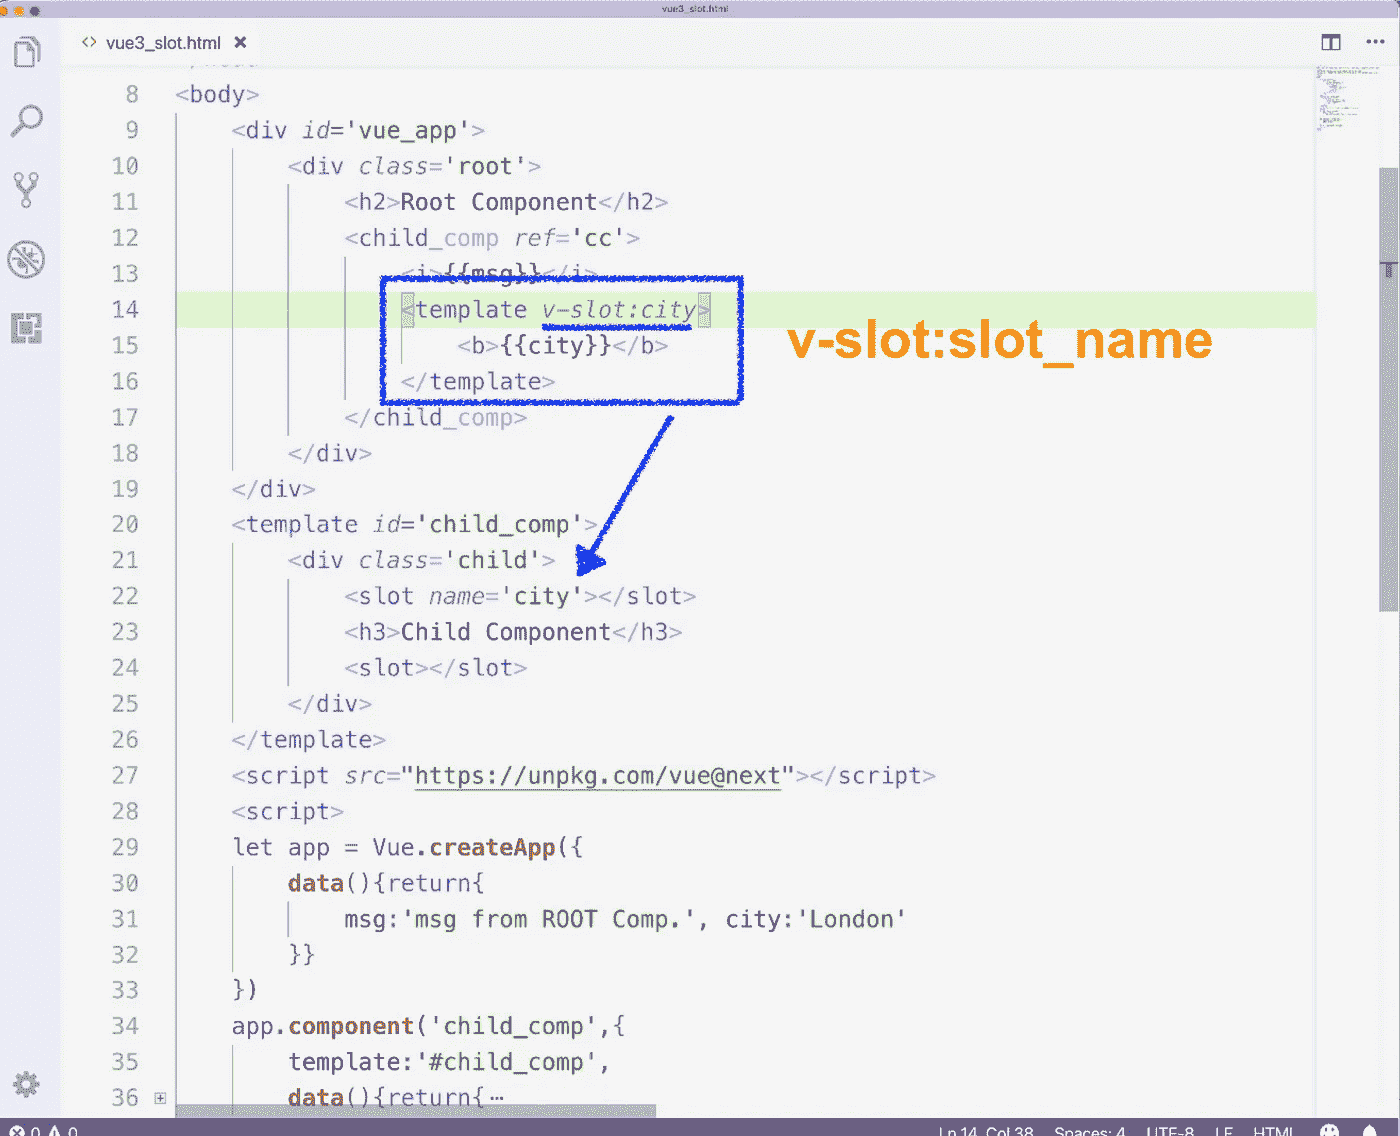 vue3_slot.html
vue3_slot.html
8 <body>
9 <div id='vue_app'>
10 <div class='root'>
11 <h2>Root Component</h2>
12 <child_comp ref='cc'>
13 <i>{{msg}}</i>
14 <template v-slot:city>
15 <b>{{city}}</b>
v-slot:slot_name
16 </template>
17 </child_comp>
18 </div>
19 </div>
20 <template id='child_comp'>
21 <div class='child'>
22 <slot name='city'></slot>
23 <h3>Child Component</h3>
24 <slot></slot>
25 </div>
26 </template>
27 <script src="https://unpkg.com/vue@next"></script>
28 <script>
29 let app = Vue.createApp({
30 data(){return{
31 msg:'msg from ROOT Comp.', city:'London'
32 }}
33 })
34 app.component('child_comp',{
35 template:'#child_comp',
36 data(){return{⋯
0 0 Ln 14, Col 38 Spaces: 4 UTF-8 LF HTML